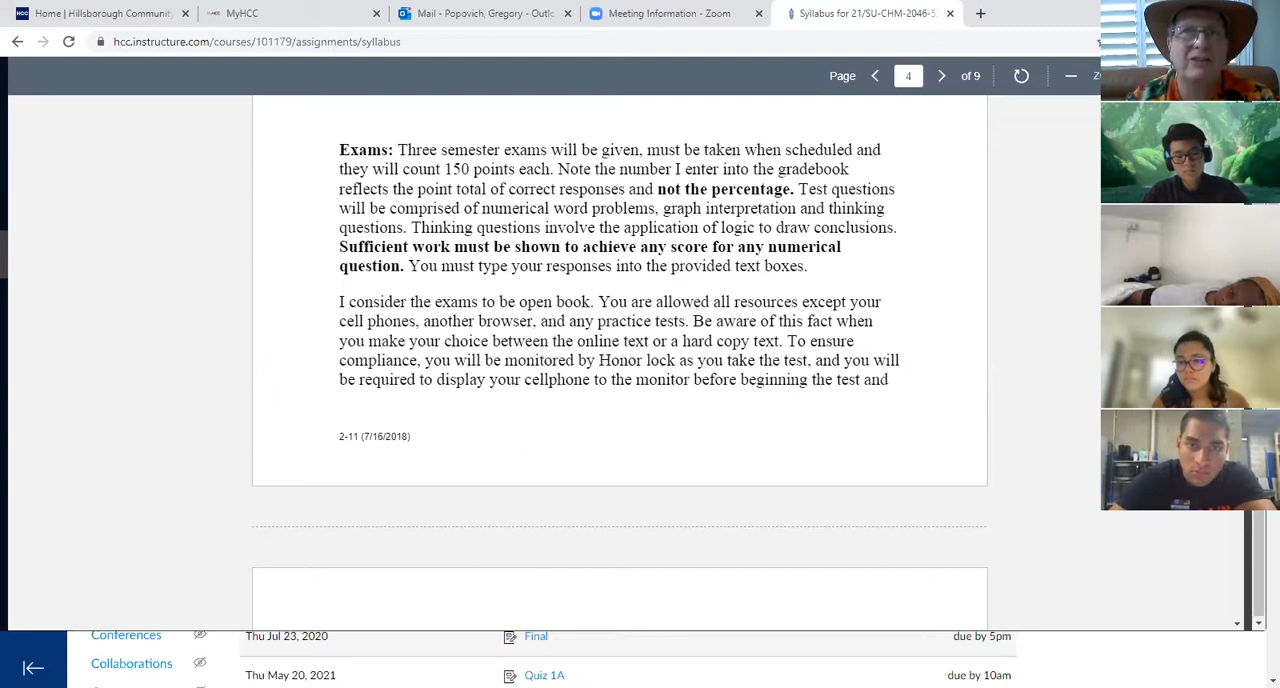 Home | Hillsborough Community
MyHCC
Mail - Popovich, Gregory - Outlo
Meeting Information - Zoom
Syllabus for 21/SU-CHM-2046-5
hcc.instructure.com/courses/101179/assignments/syllabus
Page 4 of 9
Exams: Three semester exams will be given, must be taken when scheduled and
they will count 150 points each. Note the number I enter into the gradebook
reflects the point total of correct responses and not the percentage. Test questions
will be comprised of numerical word problems, graph interpretation and thinking
questions. Thinking questions involve the application of logic to draw conclusions.
Sufficient work must be shown to achieve any score for any numerical
question. You must type your responses into the provided text boxes.
I consider the exams to be open book. You are allowed all resources except your
cell phones, another browser, and any practice tests. Be aware of this fact when
you make your choice between the online text or a hard copy text. To ensure
compliance, you will be monitored by Honor lock as you take the test, and you will
be required to display your cellphone to the monitor before beginning the test and
2-11 (7/16/2018)
Conferences
Thu Jul 23, 2020 Final due by 5pm
Collaborations
Thu May 20, 2021 Quiz 1A due by 10am